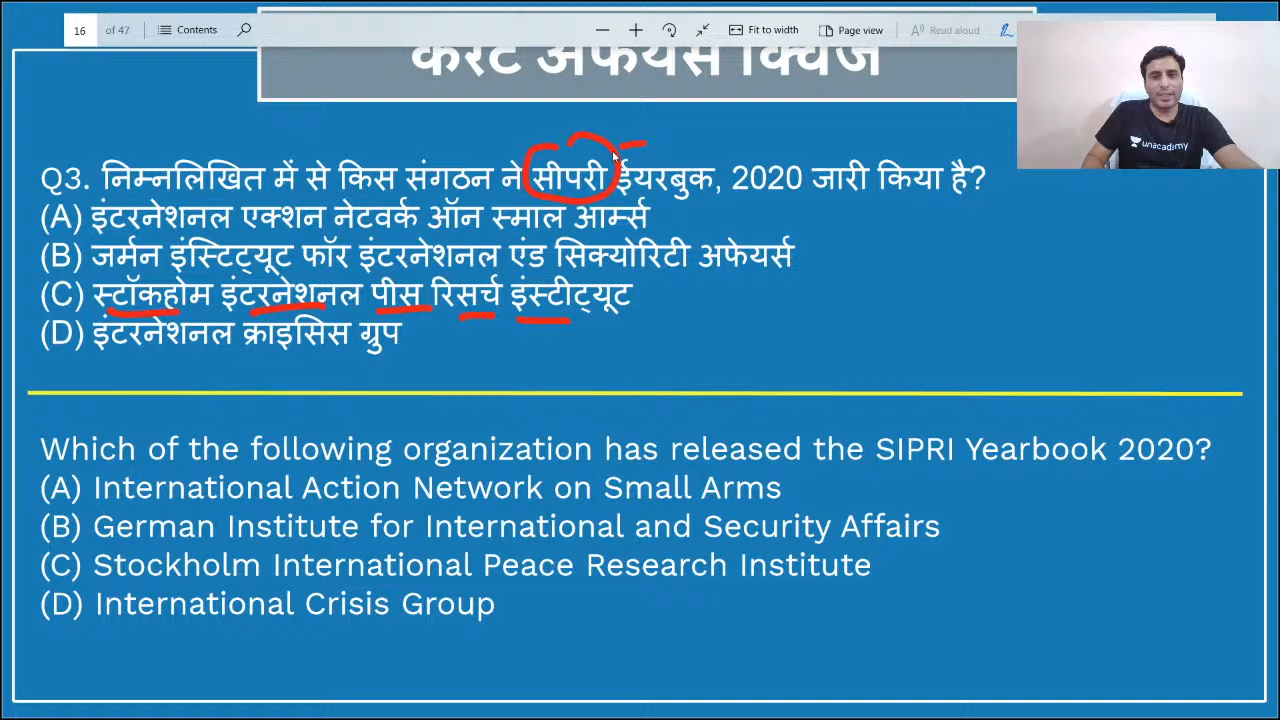 16 of 47 Contents Fit to width Page view Read aloud
करेंट अफेयर्स क्विज
unacademy
Q3. निम्नलिखित में से किस संगठन ने सीपरी ईयरबुक, 2020 जारी किया है?
(A) इंटरनेशनल एक्शन नेटवर्क ऑन स्माल आर्म्स
(B) जर्मन इंस्टिट्यूट फॉर इंटरनेशनल एंड सिक्योरिटी अफेयर्स
(C) स्टॉकहोम इंटरनेशनल पीस रिसर्च इंस्टीट्यूट
(D) इंटरनेशनल क्राइसिस ग्रुप
Which of the following organization has released the SIPRI Yearbook 2020?
(A) International Action Network on Small Arms
(B) German Institute for International and Security Affairs
(C) Stockholm International Peace Research Institute
(D) International Crisis Group